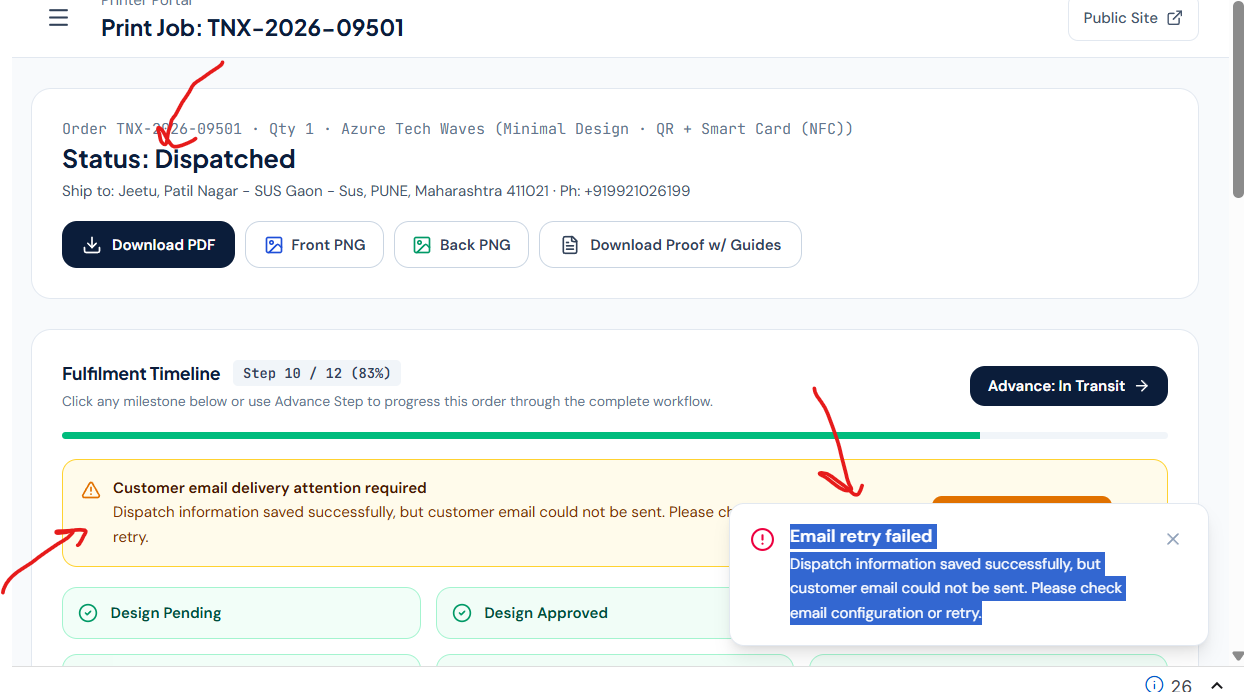 Printer Portal
Print Job: TNX-2026-09501
Public Site
Order TNX-2026-09501 · Qty 1 · Azure Tech Waves (Minimal Design · QR + Smart Card (NFC))
Status: Dispatched
Ship to: Jeetu, Patil Nagar - SUS Gaon - Sus, PUNE, Maharashtra 411021 · Ph: +919921026199
Download PDF
Front PNG
Back PNG
Download Proof w/ Guides
Fulfilment Timeline
Step 10 / 12 (83%)
Advance: In Transit
Click any milestone below or use Advance Step to progress this order through the complete workflow.
Customer email delivery attention required
Dispatch information saved successfully, but customer email could not be sent. Please
retry.
Email retry failed
Dispatch information saved successfully, but
customer email could not be sent. Please check
email configuration or retry.
Design Pending
Design Approved
26